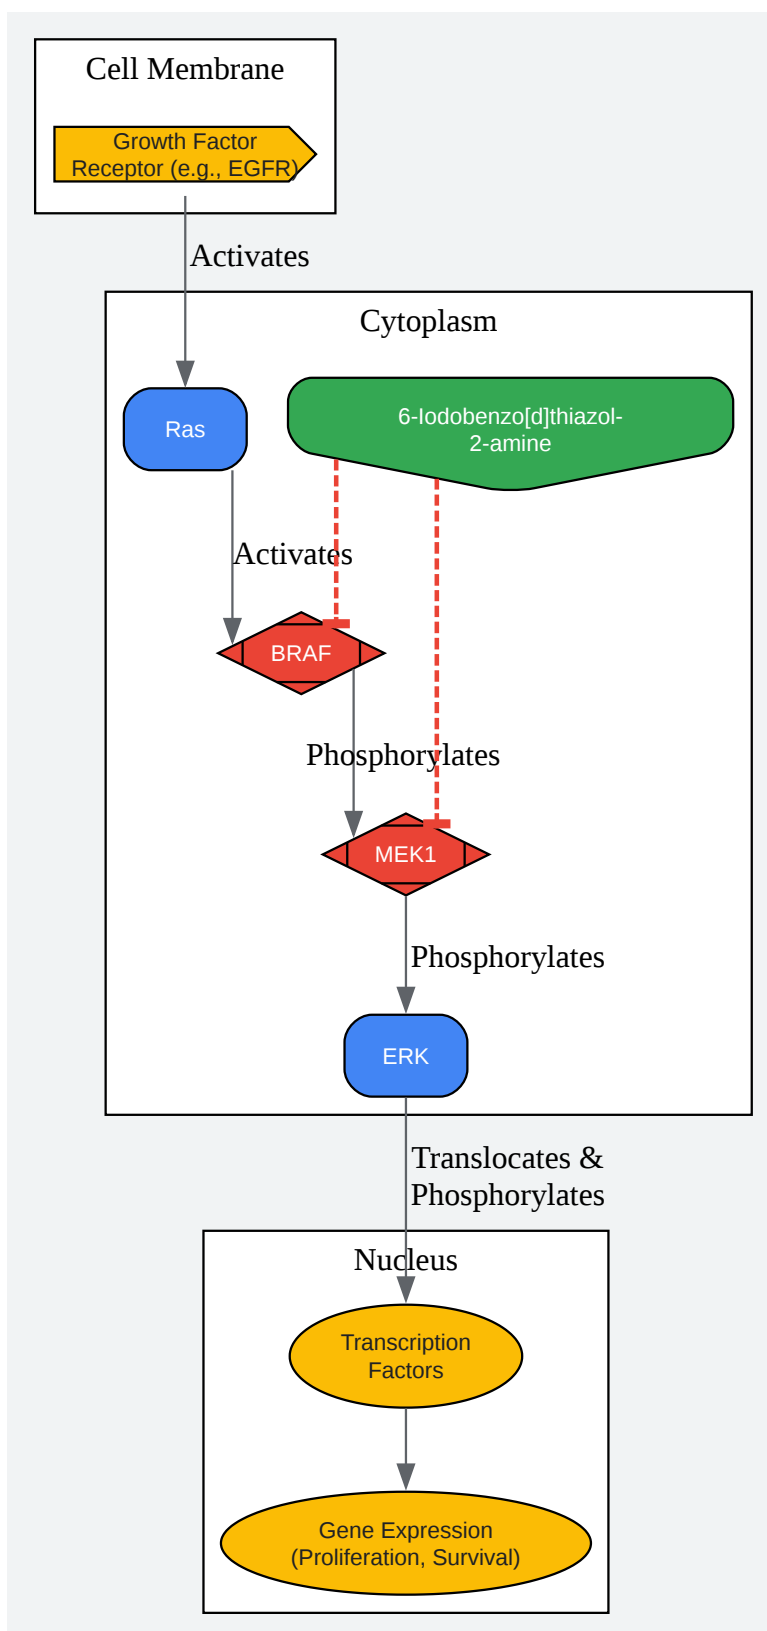 Cell Membrane
Growth Factor
Receptor (e.g., EGFR)
Activates
Cytoplasm
Ras
6-Iodobenzo[d]thiazol-
2-amine
Activates
BRAF
Phosphorylates
MEK1
Phosphorylates
ERK
Translocates &
Phosphorylates
Nucleus
Transcription
Factors
Gene Expression
(Proliferation, Survival)